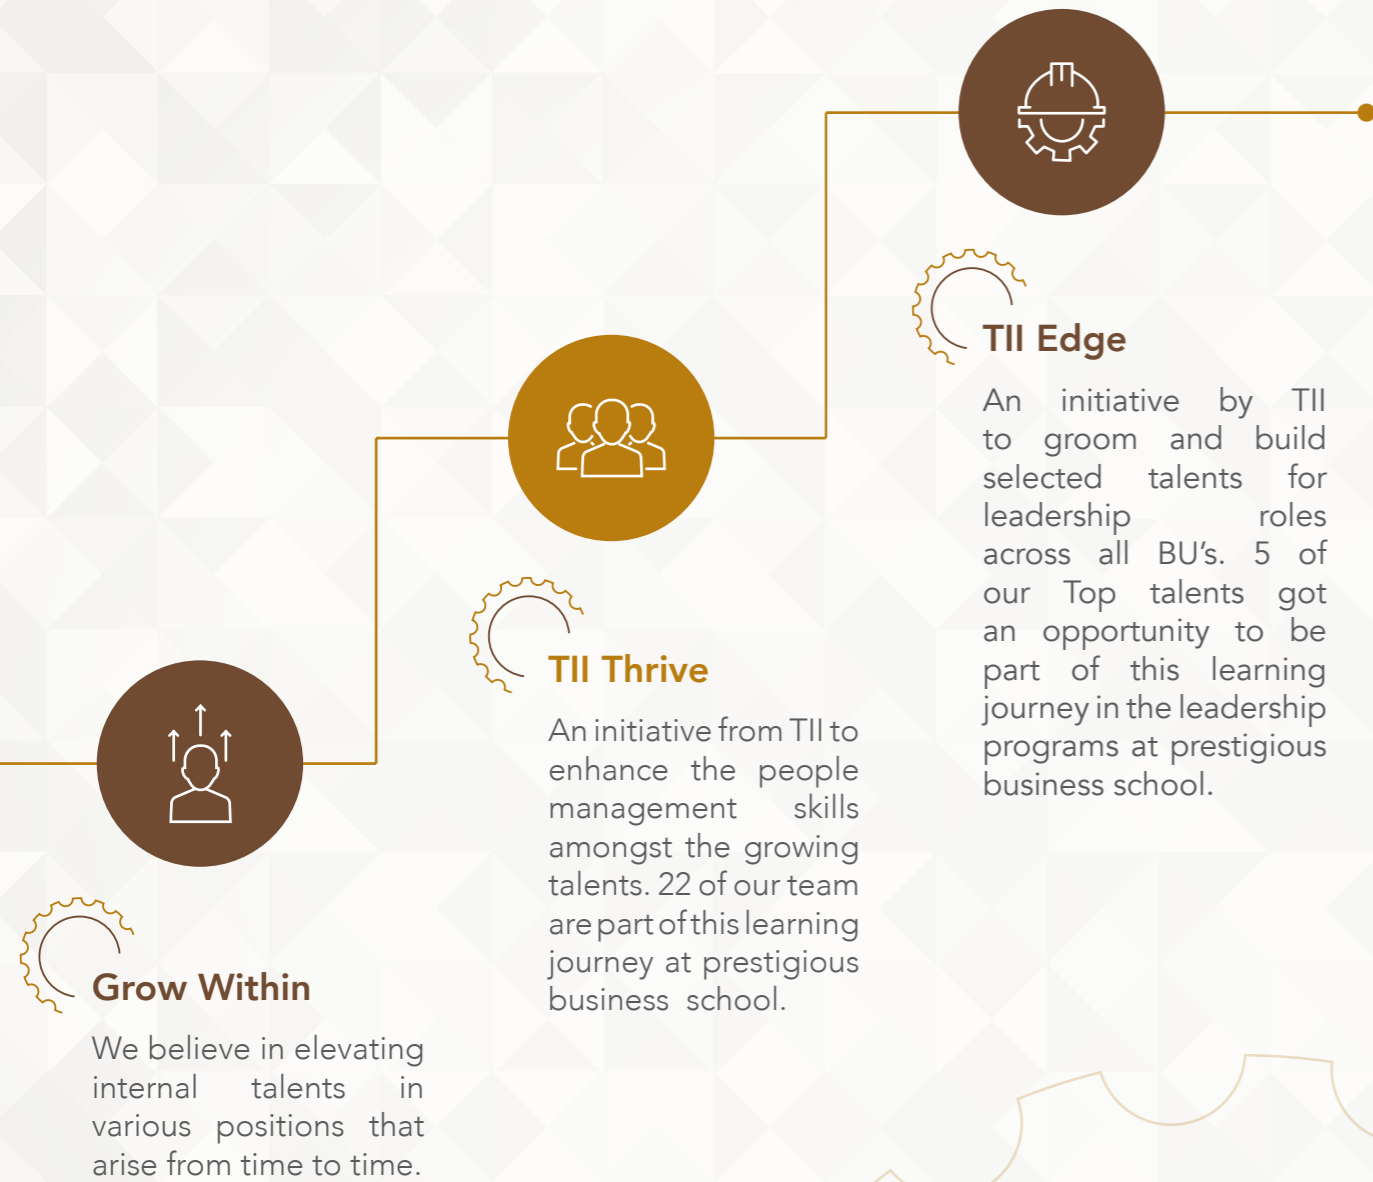 TII Edge
An initiative by TII
to groom and build
selected talents for
leadership roles
across all BU’s. 5 of
our Top talents got
an opportunity to be
part of this learning
journey in the leadership
programs at prestigious
business school.
TII Thrive
An initiative from TII to
enhance the people
management skills
amongst the growing
talents. 22 of our team
are part of this learning
journey at prestigious
business school.
Grow Within
We believe in elevating
internal talents in
various positions that
arise from time to time.